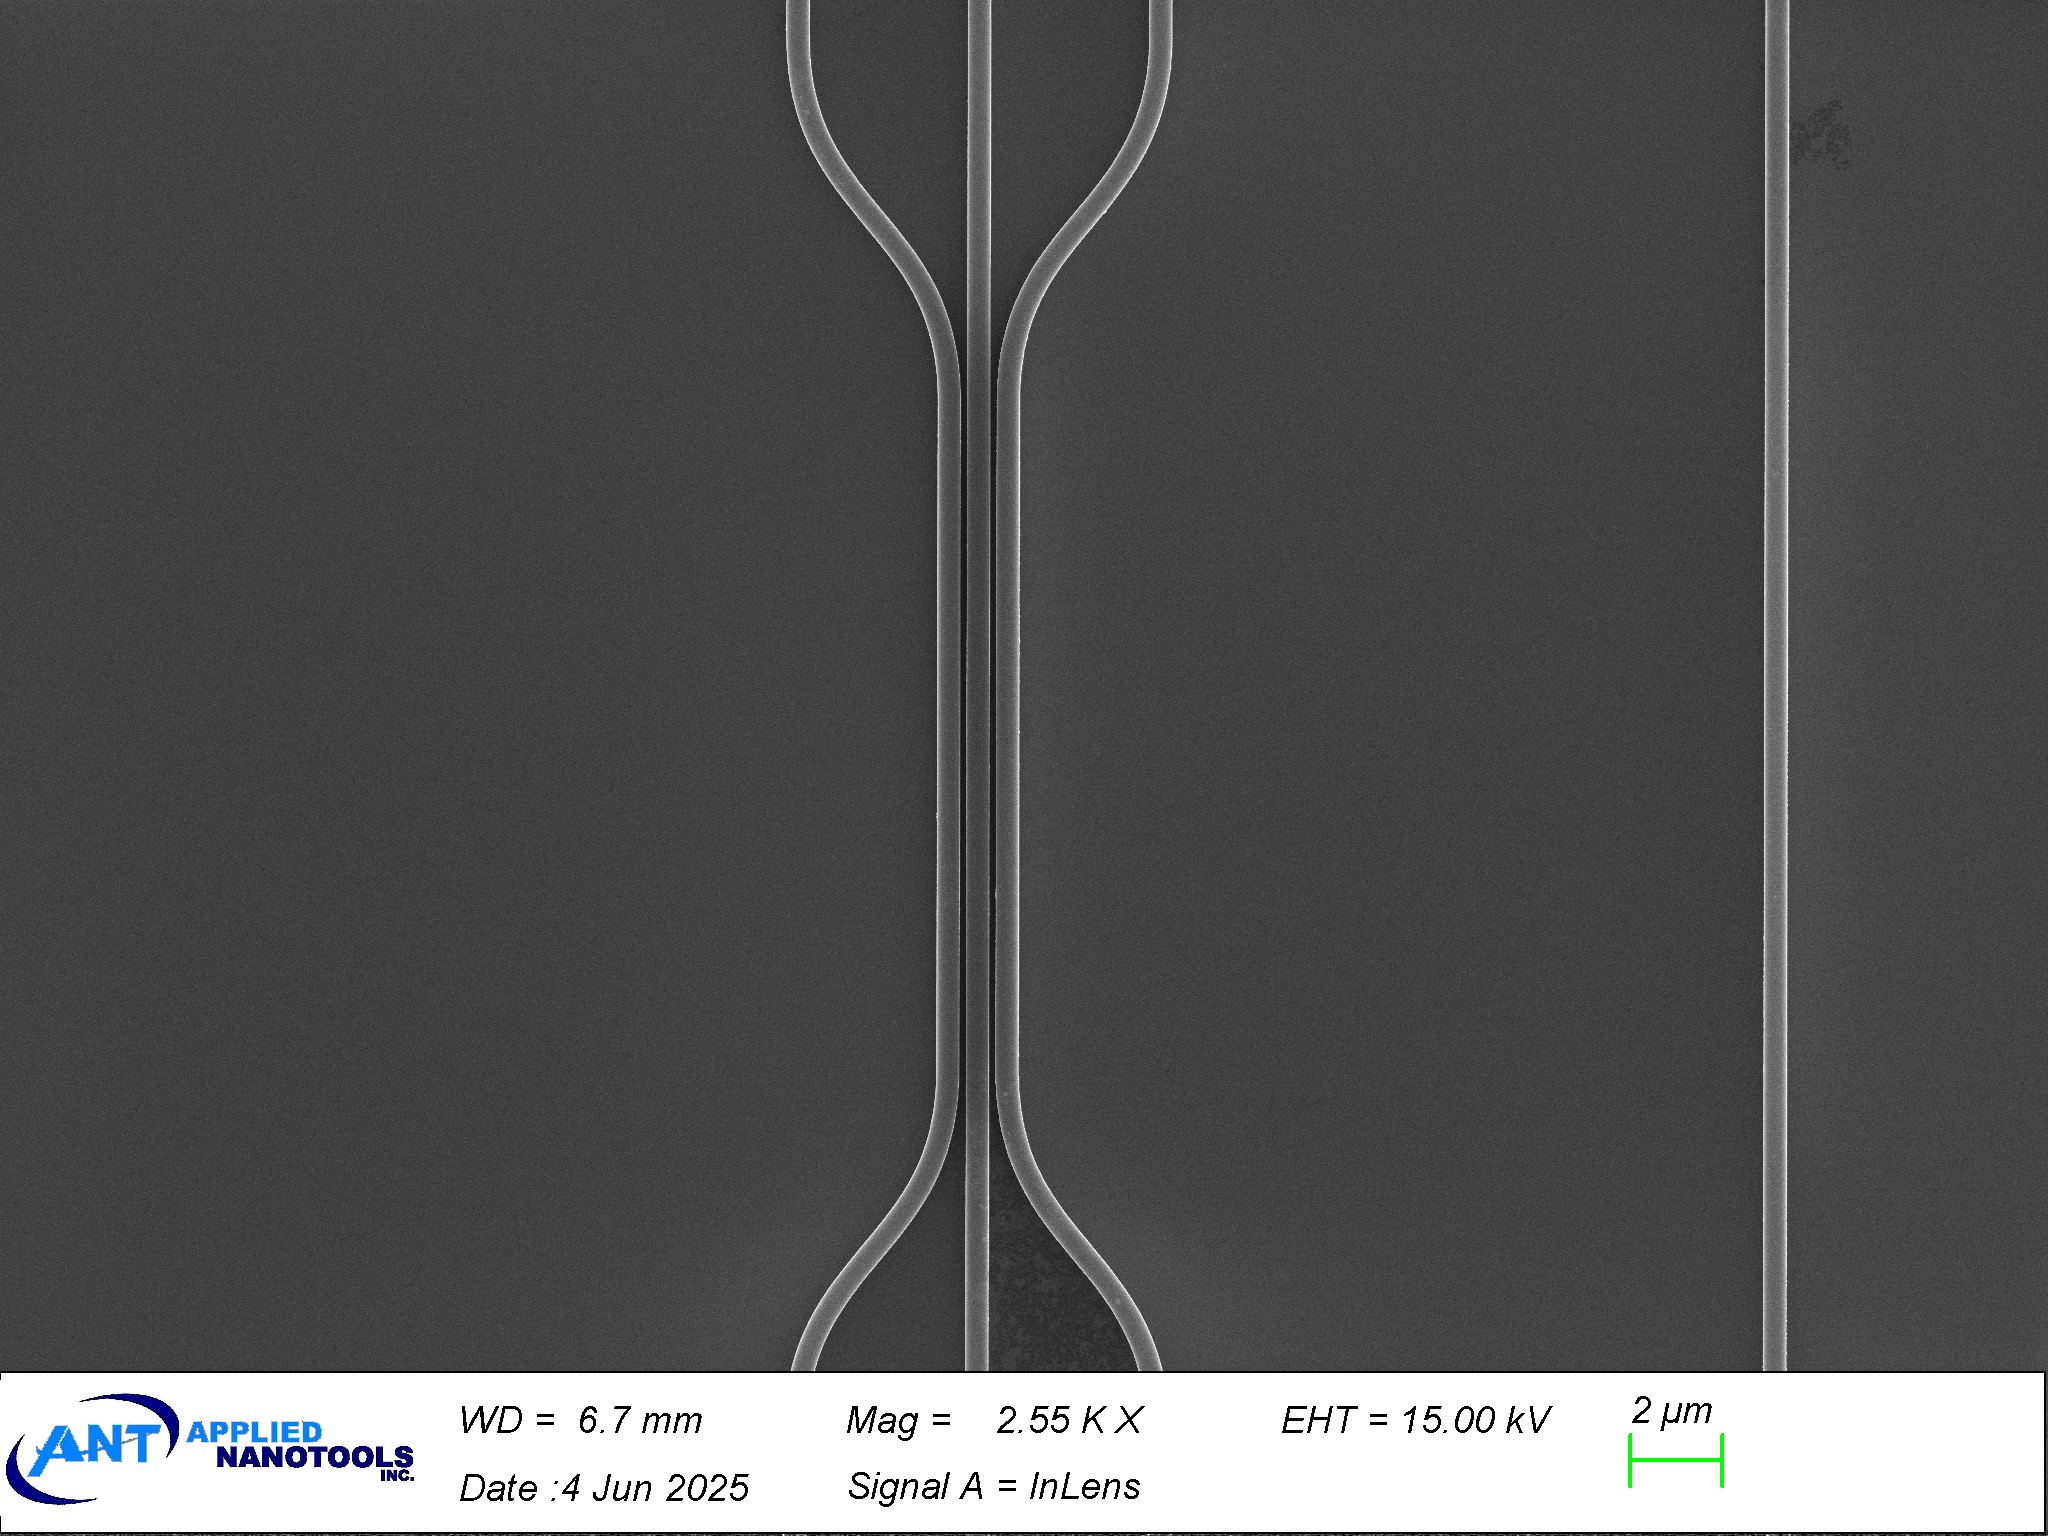 ANT APPLIED
NANOTOOLS
INC.
WD = 6.7 mm
Mag = 2.55 K X
EHT = 15.00 kV
2 µm
Date :4 Jun 2025
Signal A = InLens